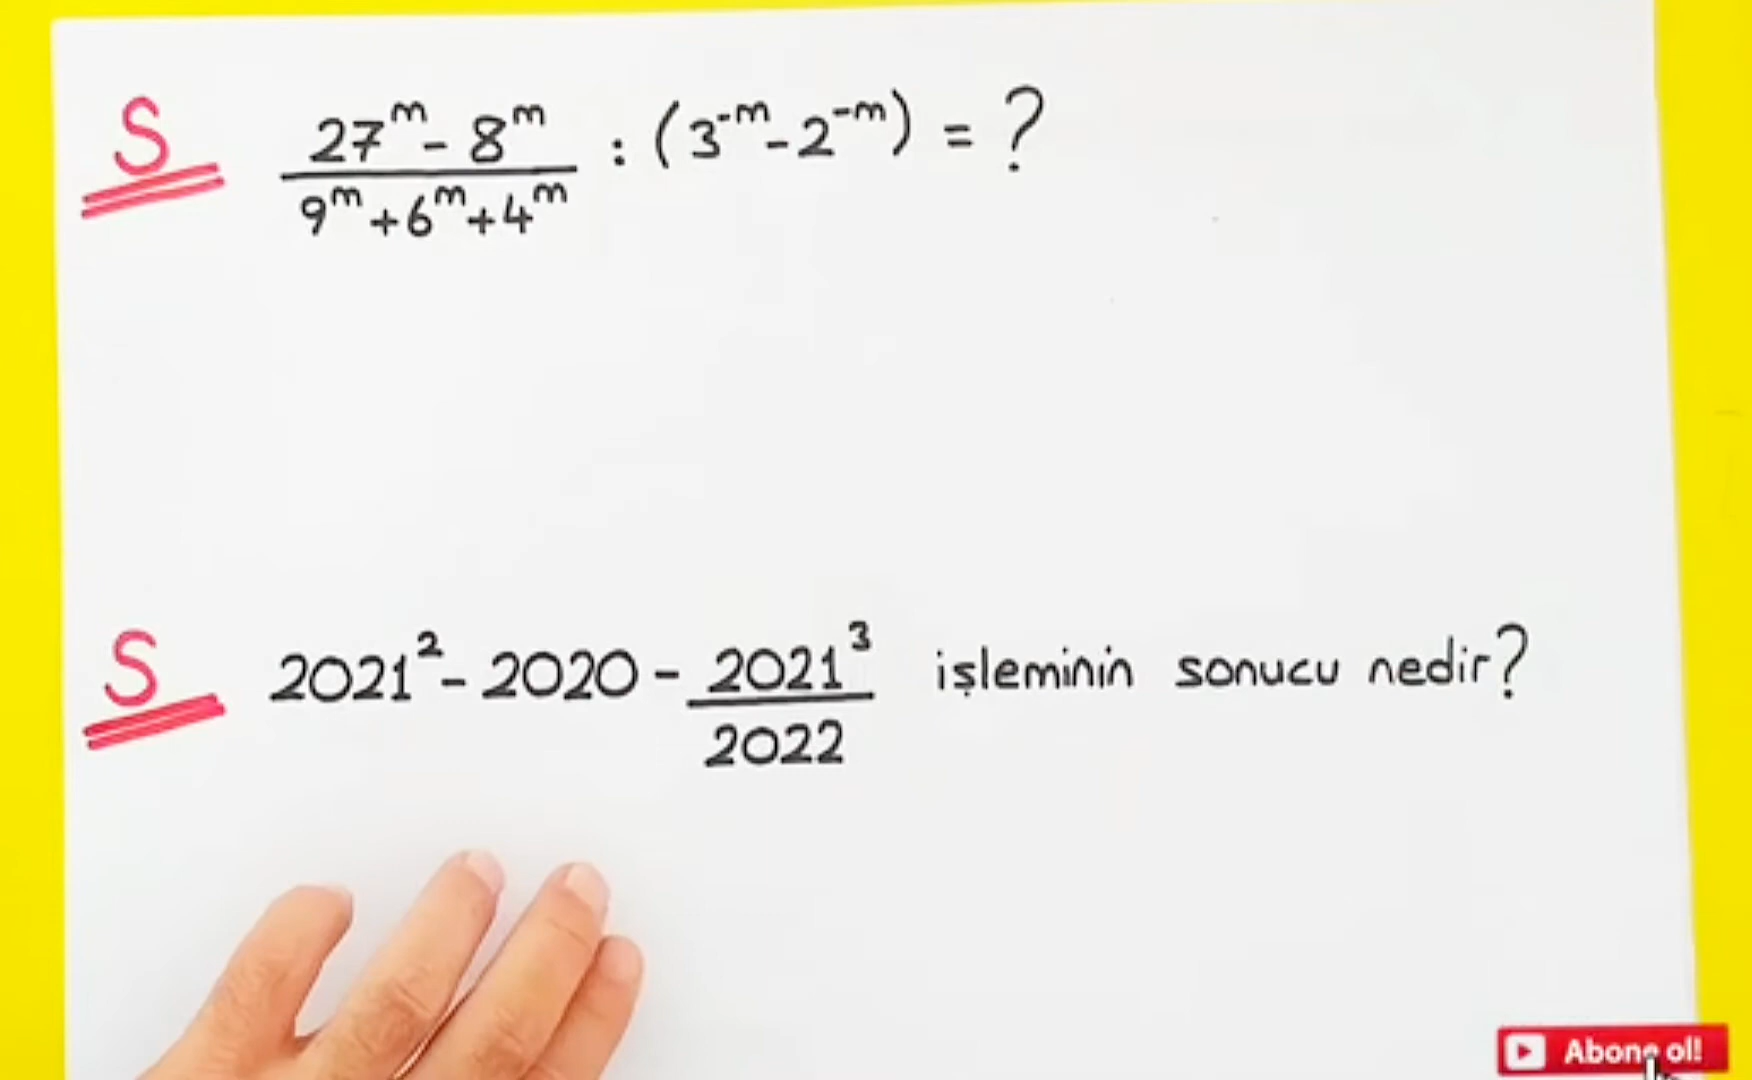 S 27^m - 8^m / 9^m + 6^m + 4^m : (3^-m - 2^-m) = ?
S 2021² - 2020 - 2021³ / 2022 işleminin sonucu nedir?
Abone ol!